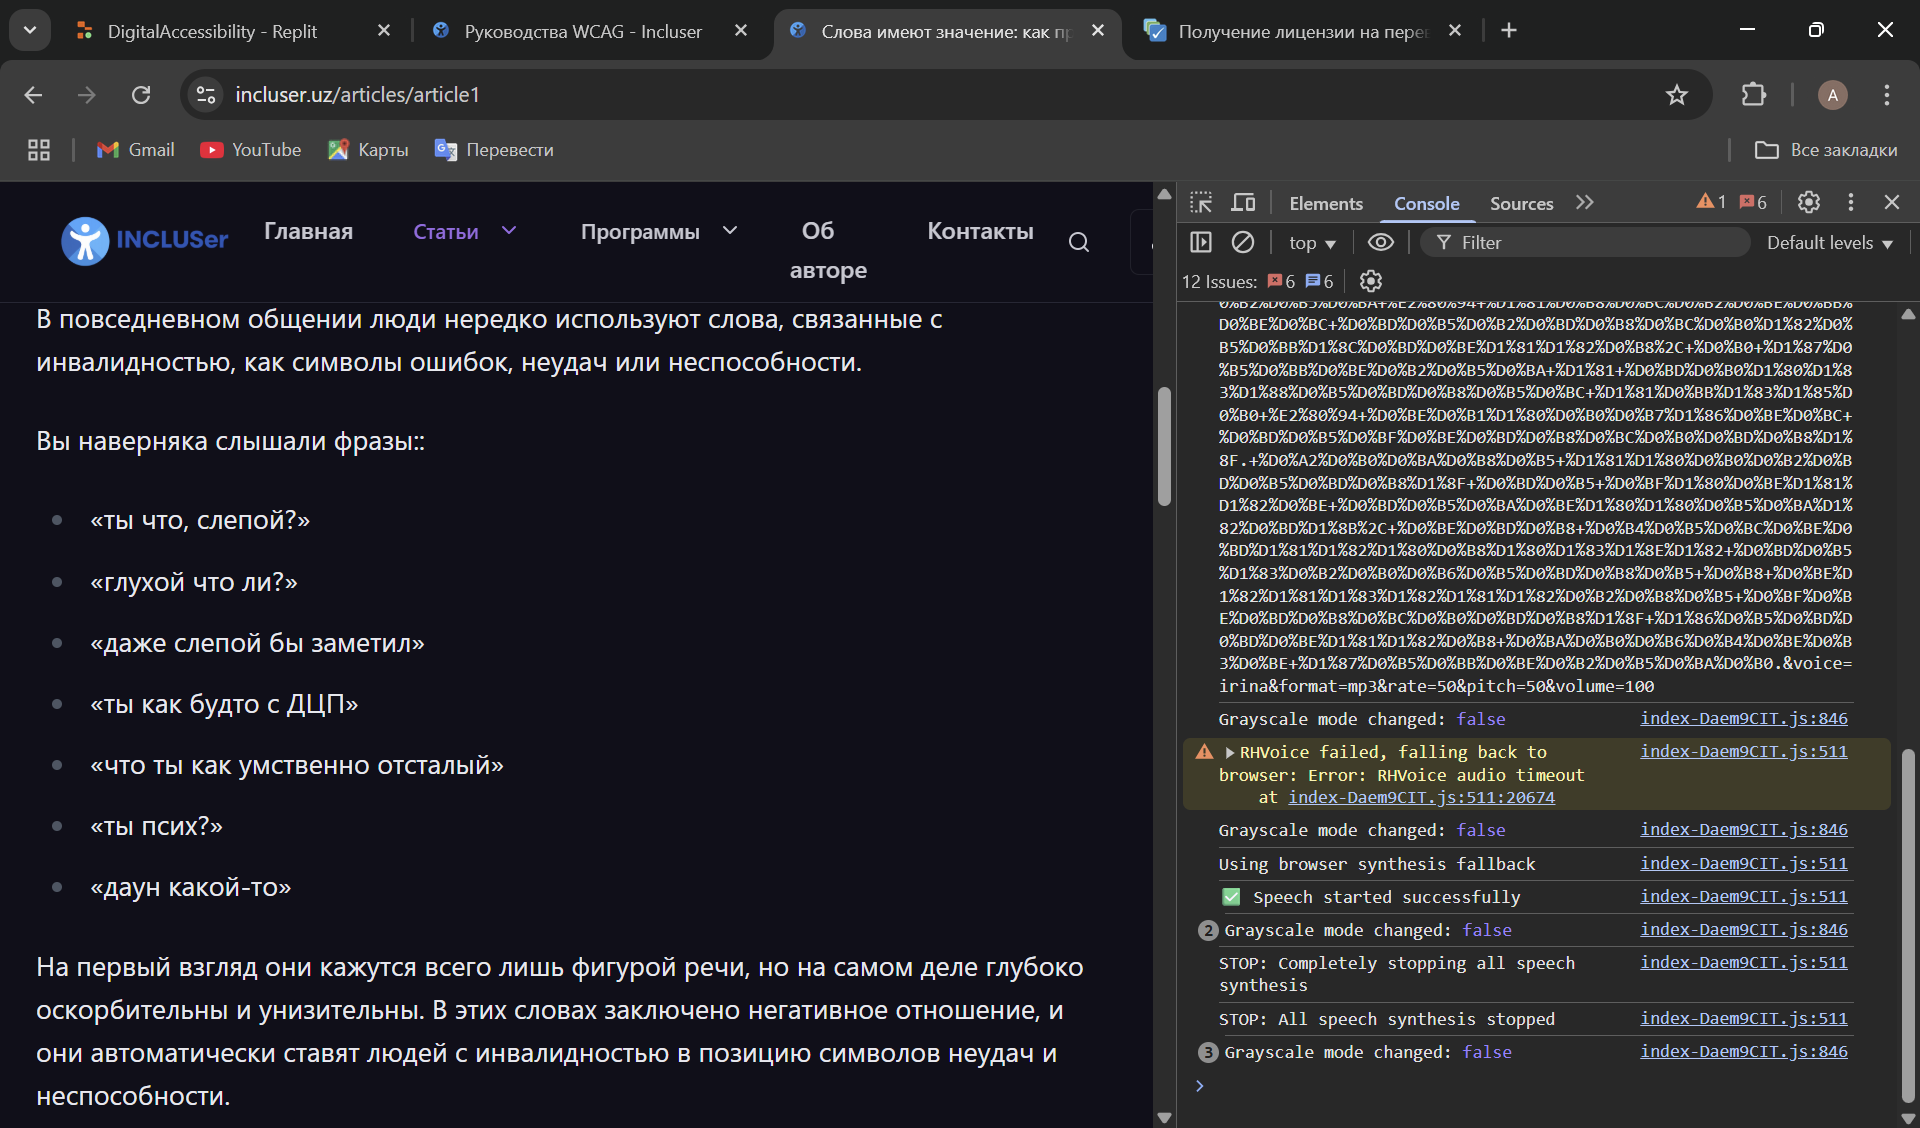 DigitalAccessibility - Replit
Руководства WCAG - Incluser
Слова имеют значение: как пр
Получение лицензии на перев
incluser.uz/articles/article1
A
Gmail
YouTube
Карты
Перевести
Все закладки
INCLUSer
Главная
Статьи
Программы
Об авторе
Контакты
В повседневном общении люди нередко используют слова, связанные с
инвалидностью, как символы ошибок, неудач или неспособности.
Вы наверняка слышали фразы::
«ты что, слепой?»
«глухой что ли?»
«даже слепой бы заметил»
«ты как будто с ДЦП»
«что ты как умственно отсталый»
«ты псих?»
«даун какой-то»
На первый взгляд они кажутся всего лишь фигурой речи, но на самом деле глубоко
оскорбительны и унизительны. В этих словах заключено негативное отношение, и
они автоматически ставят людей с инвалидностью в позицию символов неудач и
неспособности.
Elements
Console
Sources
1
6
top
Filter
Default levels
12 Issues:
6
6
0%B2%D0%B5%D0%BA+%E2%80%94+%D1%81%D0%B8%D0%BC%D0%B2%D0%BE%D0%BB%
D0%BE%D0%BC+%D0%BD%D0%B5%D0%B2%D0%BD%D0%B8%D0%BC%D0%B0%D1%82%D0%
B5%D0%BB%D1%8C%D0%BD%D0%BE%D1%81%D1%82%D0%B8%2C+%D0%B0+%D1%87%D0
%B5%D0%BB%D0%BE%D0%B2%D0%B5%D0%BA+%D1%81+%D0%BD%D0%B0%D1%80%D1%8
3%D1%88%D0%B5%D0%BD%D0%B8%D0%B5%D0%BC+%D1%81%D0%BB%D1%83%D1%85%D
0%B0+%E2%80%94+%D0%BE%D0%B1%D1%80%D0%B0%D0%B7%D1%86%D0%BE%D0%BC+
%D0%BD%D0%B5%D0%BF%D0%BE%D0%BD%D0%B8%D0%BC%D0%B0%D0%BD%D0%B8%D1%
8F.+%D0%A2%D0%B0%D0%BA%D0%B8%D0%B5+%D1%81%D1%80%D0%B0%D0%B2%D0%B
D%D0%B5%D0%BD%D0%B8%D1%8F+%D0%BD%D0%B5+%D0%BF%D1%80%D0%BE%D1%81%
D1%82%D0%BE+%D0%BD%D0%B5%D0%BA%D0%BE%D1%80%D1%80%D0%B5%D0%BA%D1%
82%D0%BD%D1%8B%2C+%D0%BE%D0%BD%D0%B8+%D0%B4%D0%B5%D0%BC%D0%BE%D0
%BD%D1%81%D1%82%D1%80%D0%B8%D1%80%D1%83%D1%8E%D1%82+%D0%BD%D0%B5
%D1%83%D0%B2%D0%B0%D0%B6%D0%B5%D0%BD%D0%B8%D0%B5+%D0%B8+%D0%BE%D
1%82%D1%81%D1%83%D1%82%D1%81%D1%82%D0%B2%D0%B8%D0%B5+%D0%BF%D0%B
E%D0%BD%D0%B8%D0%BC%D0%B0%D0%BD%D0%B8%D1%8F+%D1%86%D0%B5%D0%BD%D
0%BD%D0%BE%D1%81%D1%82%D0%B8+%D0%BA%D0%B0%D0%B6%D0%B4%D0%BE%D0%B
3%D0%BE+%D1%87%D0%B5%D0%BB%D0%BE%D0%B2%D0%B5%D0%BA%D0%B0.&voice=
irina&format=mp3&rate=50&pitch=50&volume=100
Grayscale mode changed: false index-Daem9CIT.js:846
RHVoice failed, falling back to index-Daem9CIT.js:511
browser: Error: RHVoice audio timeout
at index-Daem9CIT.js:511:20674
Grayscale mode changed: false index-Daem9CIT.js:846
Using browser synthesis fallback index-Daem9CIT.js:511
✅ Speech started successfully index-Daem9CIT.js:511
2 Grayscale mode changed: false index-Daem9CIT.js:846
STOP: Completely stopping all speech index-Daem9CIT.js:511
synthesis
STOP: All speech synthesis stopped index-Daem9CIT.js:511
3 Grayscale mode changed: false index-Daem9CIT.js:846